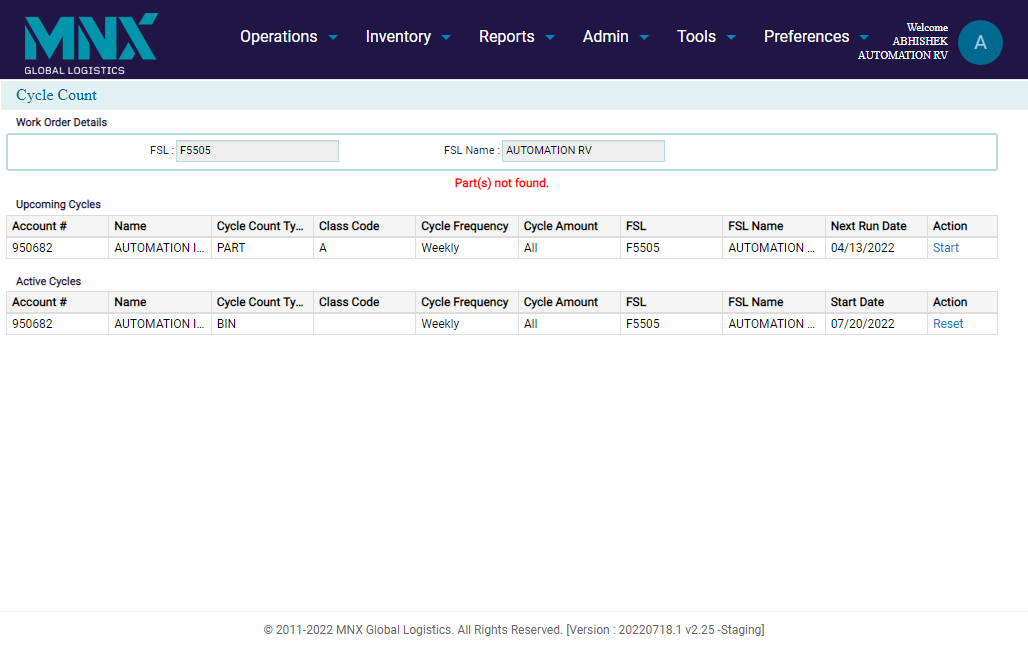 MNX
GLOBAL LOGISTICS
Operations Inventory Reports Admin Tools Preferences
Welcome
ABHISHEK
AUTOMATION RV
A
Cycle Count
Work Order Details
FSL : F5505 FSL Name : AUTOMATION RV
Part(s) not found.
Upcoming Cycles
Account # Name Cycle Count Ty... Class Code Cycle Frequency Cycle Amount FSL FSL Name Next Run Date Action
950682 AUTOMATION I... PART A Weekly All F5505 AUTOMATION ... 04/13/2022 Start
Active Cycles
Account # Name Cycle Count Ty... Class Code Cycle Frequency Cycle Amount FSL FSL Name Start Date Action
950682 AUTOMATION I... BIN Weekly All F5505 AUTOMATION ... 07/20/2022 Reset
© 2011-2022 MNX Global Logistics. All Rights Reserved. [Version : 20220718.1 v2.25 -Staging]